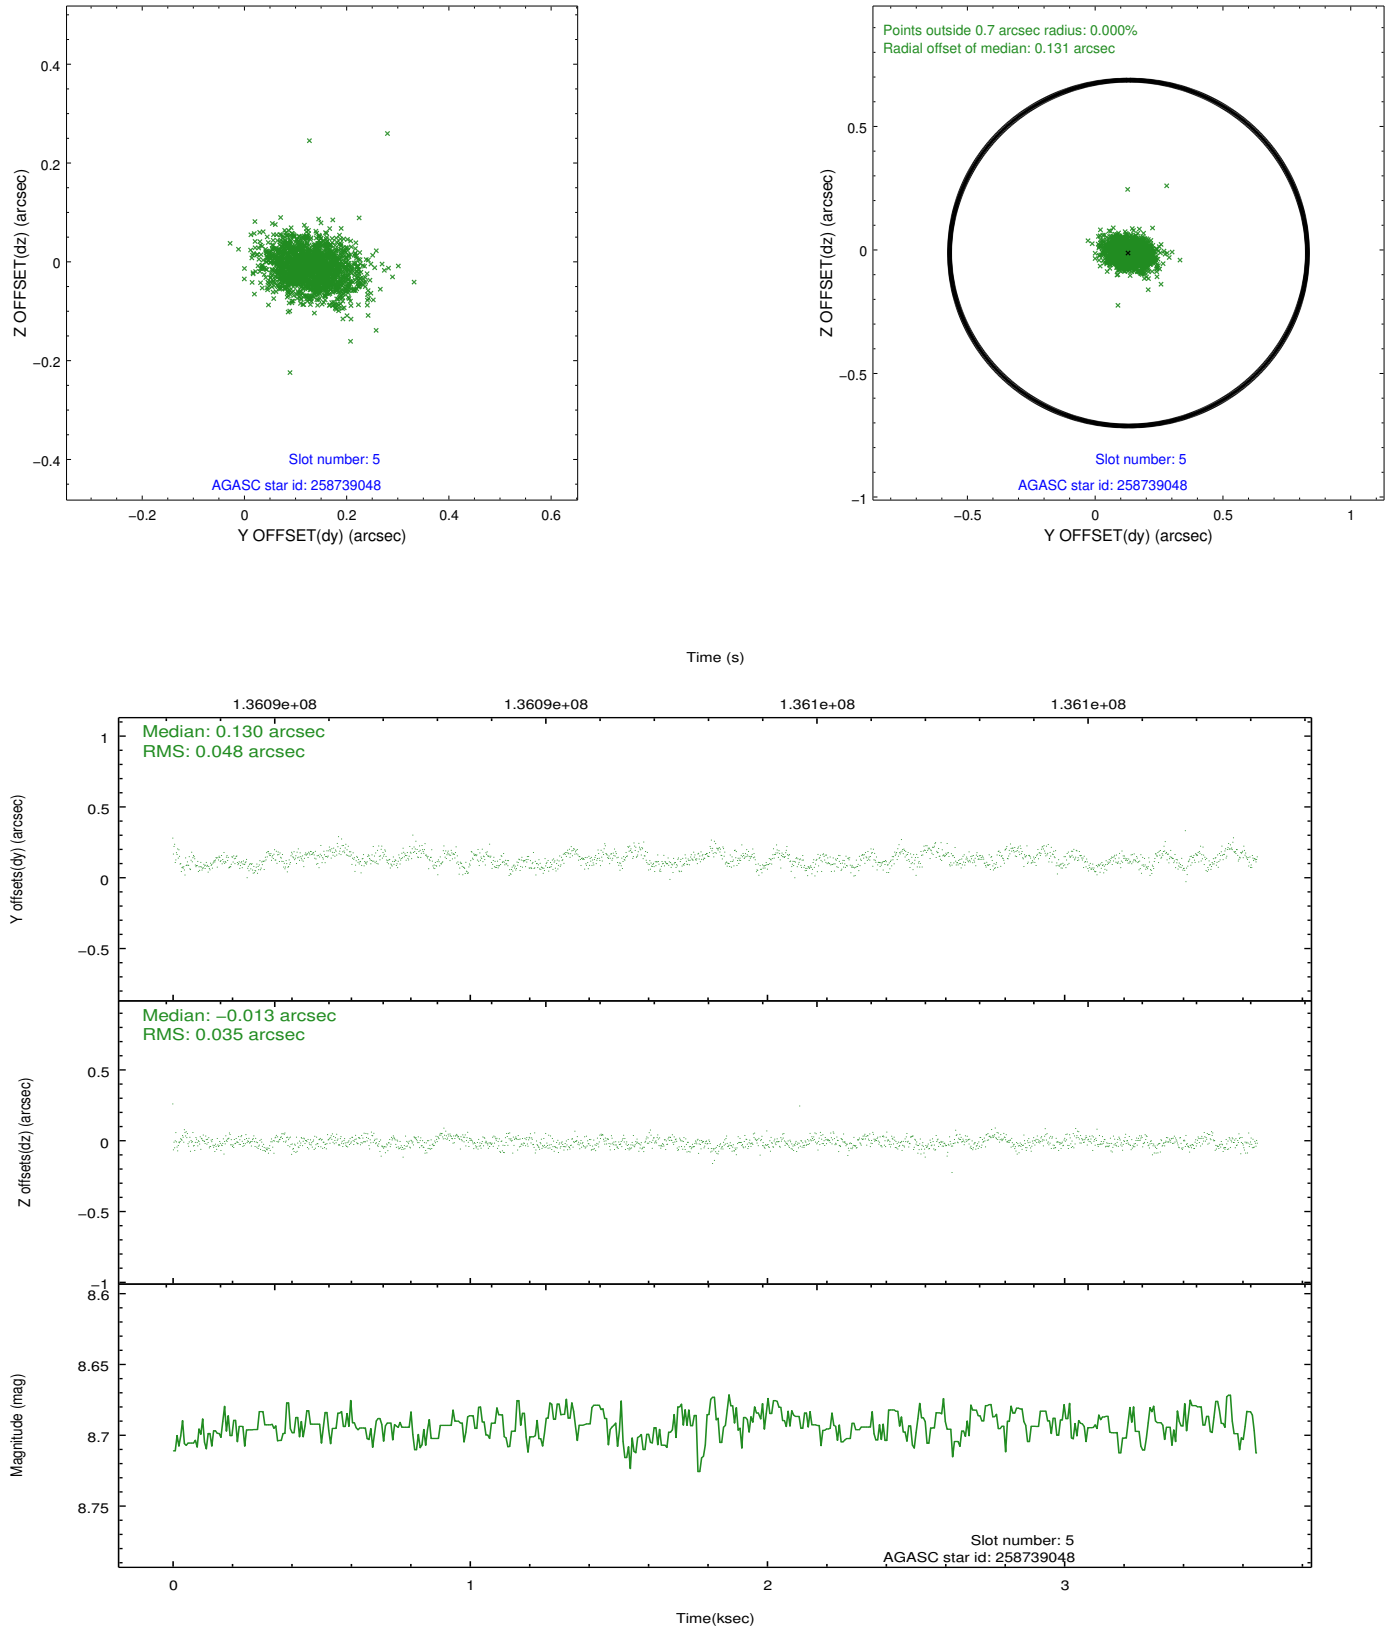 0.4
0.2
0
−0.2
−0.4
Z OFFSET(dz) (arcsec)
Slot number: 5
AGASC star id: 258739048
−0.2 0 0.2 0.4 0.6
Y OFFSET(dy) (arcsec)
Points outside 0.7 arcsec radius: 0.000%
Radial offset of median: 0.131 arcsec
0.5
0
−0.5
−1
Z OFFSET(dz) (arcsec)
Slot number: 5
AGASC star id: 258739048
−0.5 0 0.5 1
Y OFFSET(dy) (arcsec)
Time (s)
1.3609e+08 1.3609e+08 1.361e+08 1.361e+08
Median: 0.130 arcsec
RMS: 0.048 arcsec
1
0.5
0
−0.5
Y offsets(dy) (arcsec)
Median: −0.013 arcsec
RMS: 0.035 arcsec
0.5
0
−0.5
−1
Z offsets(dz) (arcsec)
8.6
8.65
8.7
8.75
Magnitude (mag)
Slot number: 5
AGASC star id: 258739048
0 1 2 3
Time(ksec)